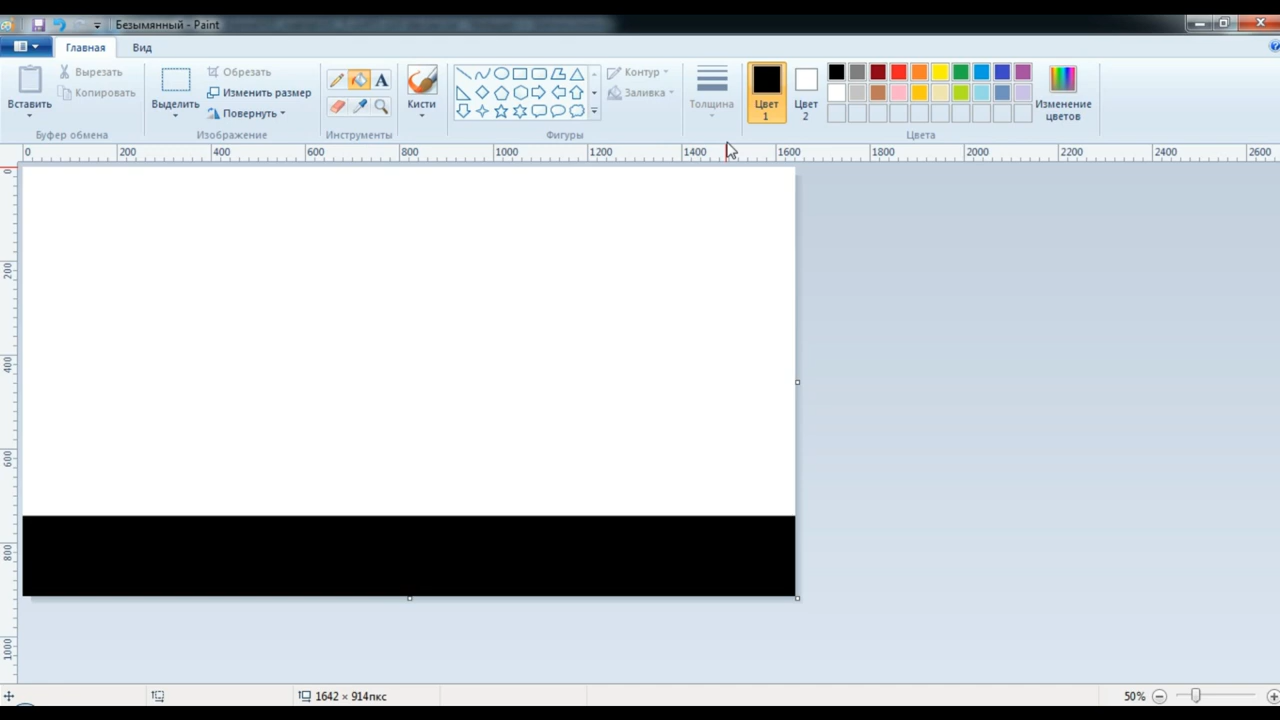 Безымянный - Paint
Главная Вид
Вставить
Вырезать
Копировать
Буфер обмена
Выделить
Обрезать
Изменить размер
Повернуть
Изображение
A
Инструменты
Кисти
Контур
Заливка
Фигуры
Толщина
Цвет
1
Цвет
2
Изменение
цветов
Цвета
0 200 400 600 800 1000 1200 1400 1600 1800 2000 2200 2400 2600
0
200
400
600
800
1000
1642 × 914пкс
50%